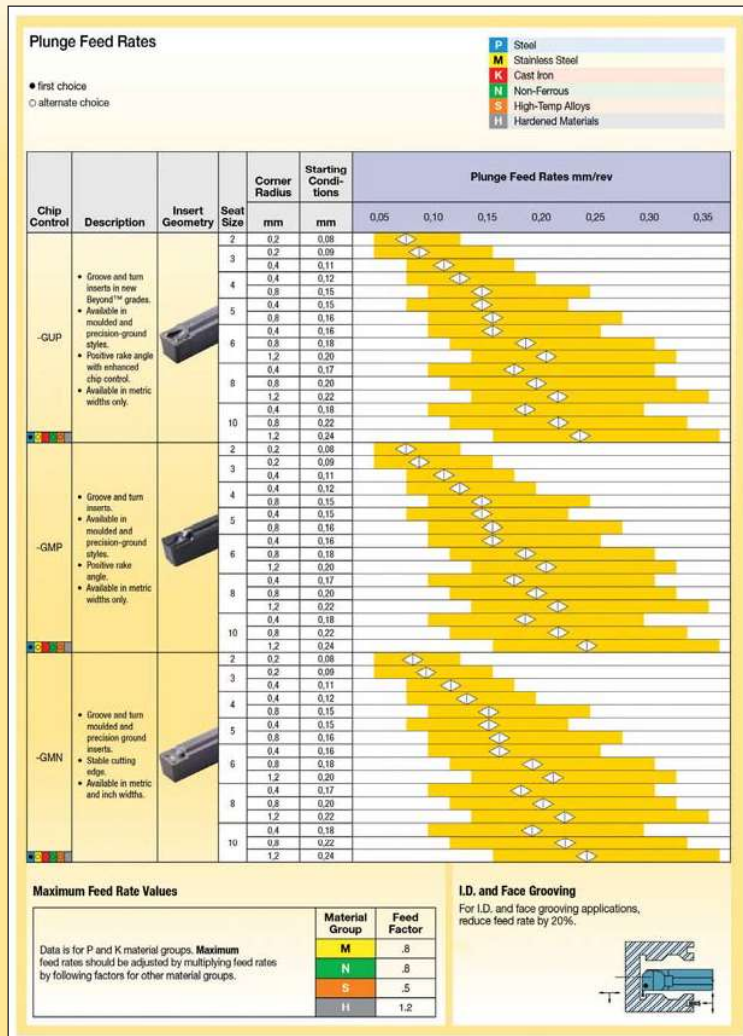 Plunge Feed Rates
● first choice
○ alternate choice
P Steel
M Stainless Steel
K Cast Iron
N Non-Ferrous
S High-Temp Alloys
H Hardened Materials
Chip Control
Description
Insert Geometry
Seat Size
Corner Radius
mm
Starting Condi-tions
mm
Plunge Feed Rates mm/rev
0,05 0,10 0,15 0,20 0,25 0,30 0,35
-GUP
• Groove and turn
inserts in new
Beyond™ grades.
• Available in
moulded and
precision-ground
styles.
• Positive rake angle
with enhanced
chip control.
• Available in metric
widths only.
2 0,2 0,08
3 0,2 0,09
0,4 0,11
4 0,4 0,12
0,8 0,15
5 0,4 0,15
0,8 0,16
6 0,4 0,16
0,8 0,18
1,2 0,20
8 0,4 0,17
0,8 0,20
1,2 0,22
10 0,4 0,18
0,8 0,22
1,2 0,24
-GMP
• Groove and turn
inserts.
• Available in
moulded and
precision-ground
styles.
• Positive rake
angle.
• Available in metric
widths only.
2 0,2 0,08
3 0,2 0,09
0,4 0,11
4 0,4 0,12
0,8 0,15
5 0,4 0,15
0,8 0,16
6 0,4 0,16
0,8 0,18
1,2 0,20
8 0,4 0,17
0,8 0,20
1,2 0,22
10 0,4 0,18
0,8 0,22
1,2 0,24
-GMN
• Groove and turn
moulded and
precision ground
inserts.
• Stable cutting
edge.
• Available in metric
and inch widths.
2 0,2 0,08
3 0,2 0,09
0,4 0,11
4 0,4 0,12
0,8 0,15
5 0,4 0,15
0,8 0,16
6 0,4 0,16
0,8 0,18
1,2 0,20
8 0,4 0,17
0,8 0,20
1,2 0,22
10 0,4 0,18
0,8 0,22
1,2 0,24
Maximum Feed Rate Values
Data is for P and K material groups. Maximum
feed rates should be adjusted by multiplying feed rates
by following factors for other material groups.
Material Group
Feed Factor
M .8
N .8
S .5
H 1.2
I.D. and Face Grooving
For I.D. and face grooving applications,
reduce feed rate by 20%.